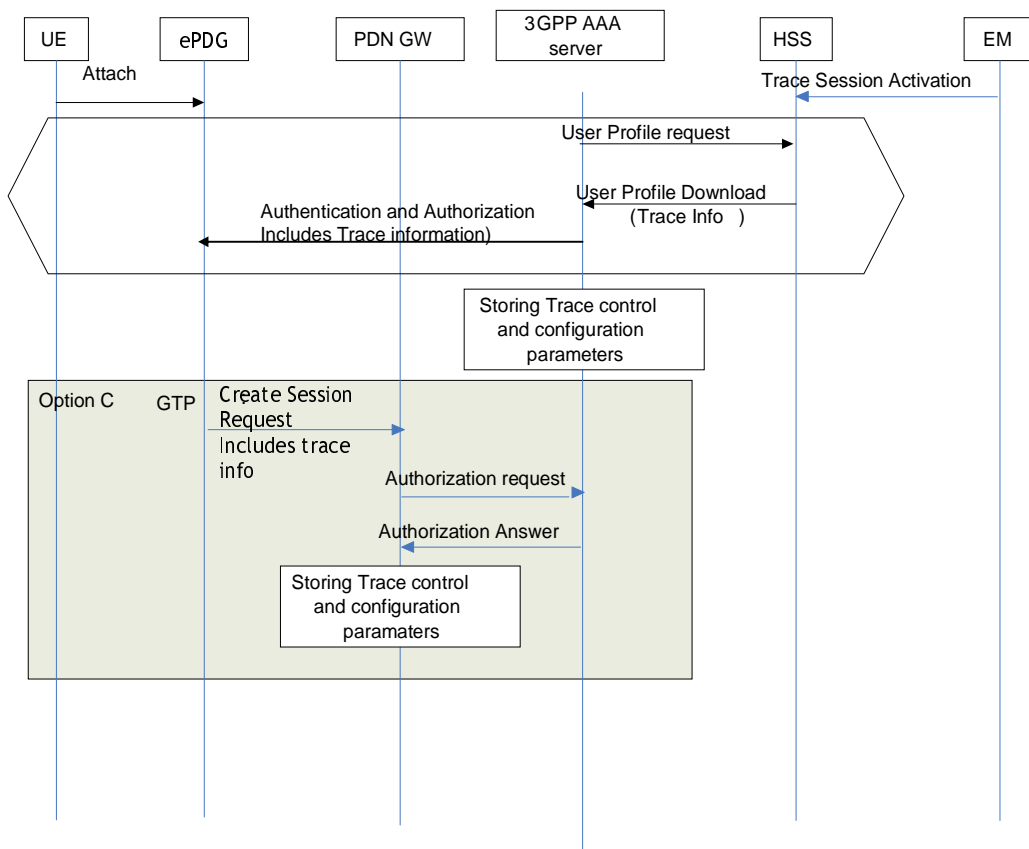 UE
ePDG
PDN GW
3GPP AAA
server
HSS
EM
Attach
Trace Session Activation
User Profile request
User Profile Download
(Trace Info )
Authentication and Authorization
Includes Trace information)
Storing Trace control
and configuration
parameters
Option C
GTP
Create Session
Request
Includes trace
info
Authorization request
Authorization Answer
Storing Trace control
and configuration
paramaters